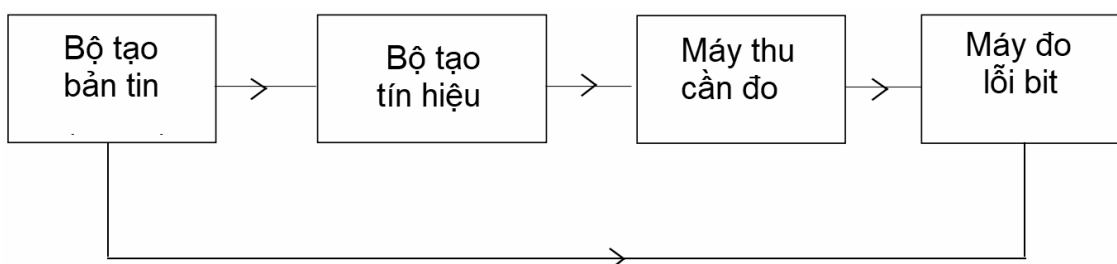 Bộ tạo
bản tin
Bộ tạo
tín hiệu
Máy thu
cần đo
Máy đo
lỗi bit